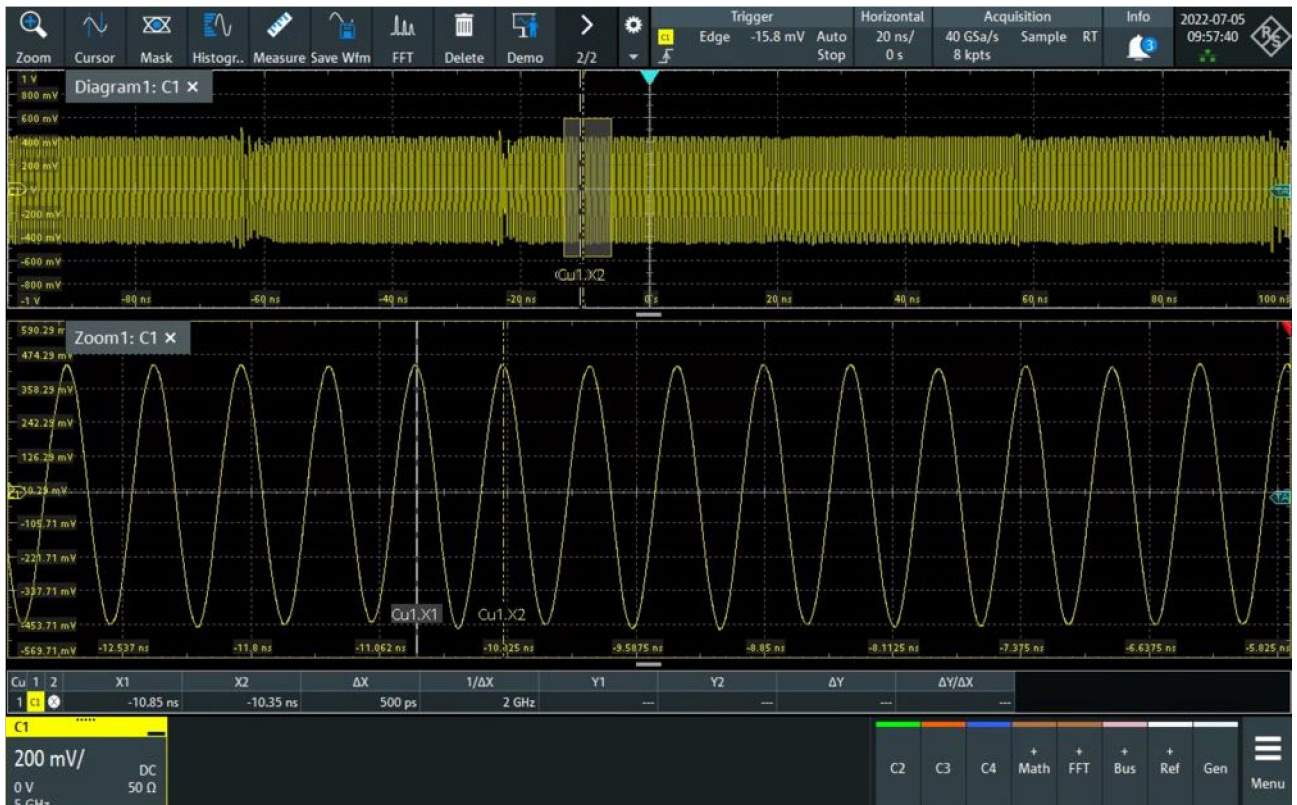 Zoom Cursor Mask Histogr.. Measure Save Wfm FFT Delete Demo 2/2
Trigger
C1 Edge -15.8 mV Auto
Stop
Horizontal
20 ns/
0 s
Acquisition
40 GSa/s Sample RT
8 kpts
Info
3
2022-07-05
09:57:40
R S
Diagram1: C1 ×
1 V
800 mV
600 mV
400 mV
200 mV
V
-200 mV
-400 mV
-600 mV
-800 mV
-1 V
Cu1.X2
-80 ns -60 ns -40 ns -20 ns 0 s 20 ns 40 ns 60 ns 80 ns 100 ns
TA
Zoom1: C1 ×
590.29
474.29 mV
358.29 mV
242.29 mV
126.29 mV
10.29 mV
-105.71 mV
-221.71 mV
-337.71 mV
-453.71 mV
-569.71 mV
TA
Cu1.X1 Cu1.X2
-12.537 ns -11.8 ns -11.062 ns -10.325 ns -9.5875 ns -8.85 ns -8.1125 ns -7.375 ns -6.6375 ns -5.825 ns
Cu 1 2 X1 X2 ΔX 1/ΔX Y1 Y2 ΔY ΔY/ΔX
1 C1 X -10.85 ns -10.35 ns 500 ps 2 GHz --- --- --- ---
C1
200 mV/
DC
0 V 50 Ω
5 GHz
C2 C3 C4 + Math + FFT + Bus + Ref Gen Menu